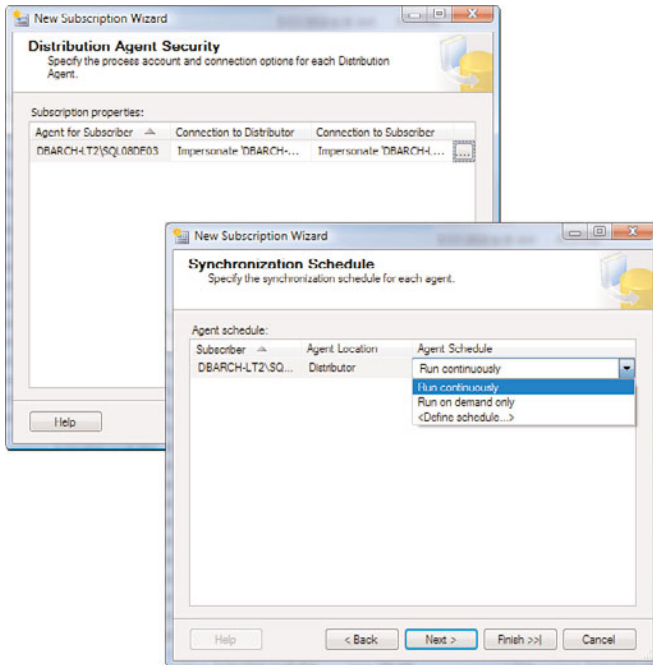 New Subscription Wizard
Distribution Agent Security
Specify the process account and connection options for each Distribution
Agent.
Subscription properties:
Agent for Subscriber Connection to Distributor Connection to Subscriber
DBARCH-LT2\SQL08DE03 Impersonate 'DBARCH-... Impersonate 'DBARCH-L... ...
Help
New Subscription Wizard
Synchronization Schedule
Specify the synchronization schedule for each agent.
Agent schedule:
Subscriber Agent Location Agent Schedule
DBARCH-LT2\SQ... Distributor Run continuously
Run continuously
Run on demand only
<Define schedule...>
Help < Back Next > Finish >>| Cancel